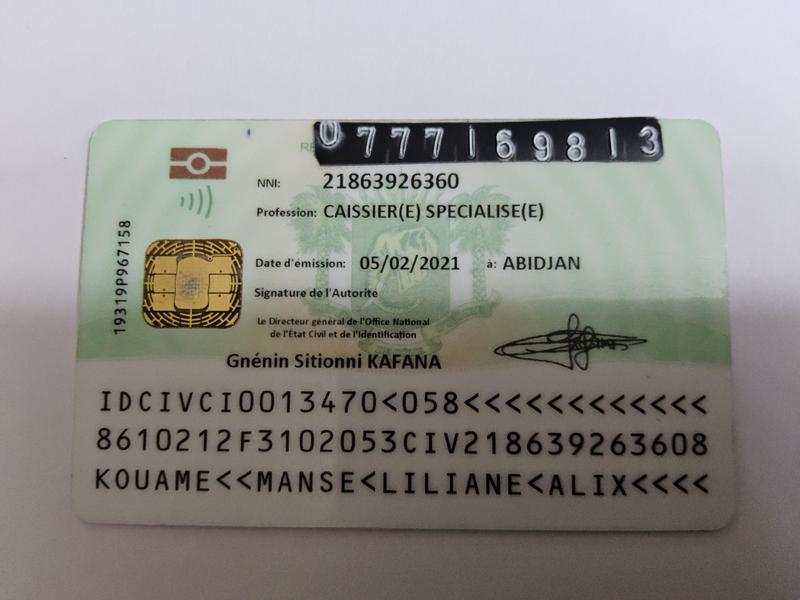 0777169813
RE
NNI: 21863926360
Profession: CAISSIER(E) SPECIALISE(E)
19319P967158
Date d'émission: 05/02/2021 à: ABIDJAN
Signature de l'Autorité
Le Directeur général de l'Office National
de l'État Civil et de l'Identification
Gnénin Sitionni KAFANA
IDCIVCI0013470<058<<<<<<<<<<<<
8610212F3102053CIV218639263608
KOUAME<<MANSE<LILIANE<ALIX<<<<